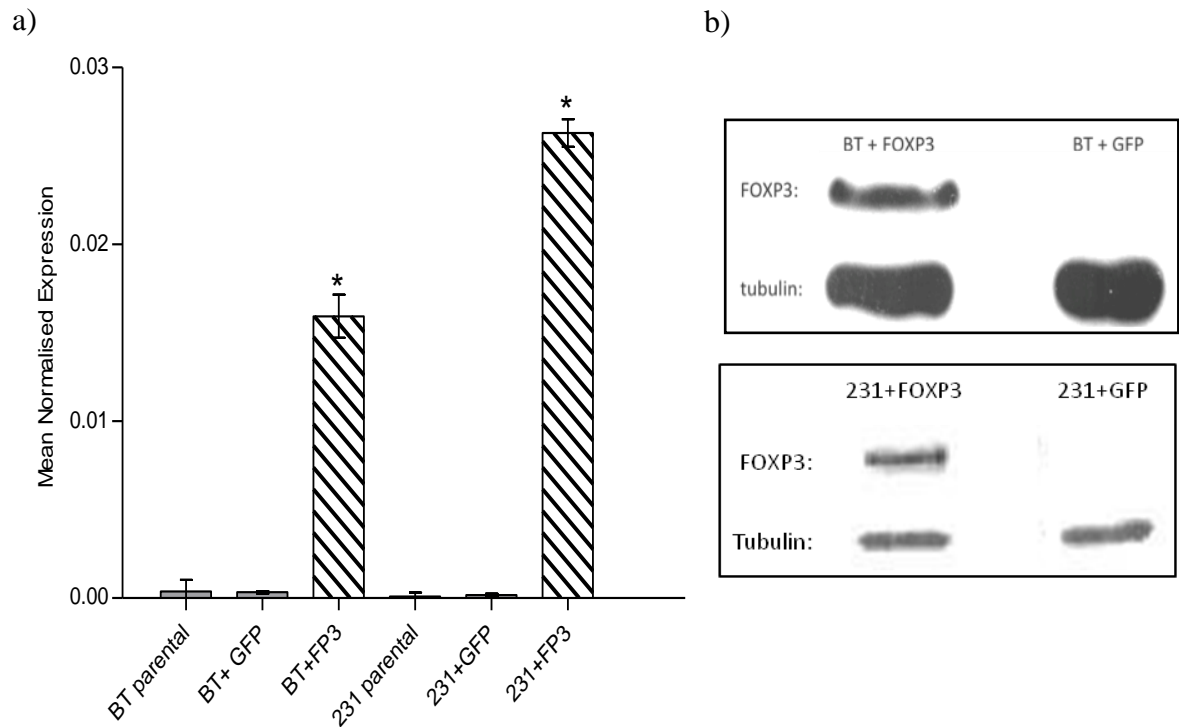 a)
0.03
0.02
0.01
0.00
Mean Normalised Expression
*
*
BT parental
BT+ GFP
BT+FP3
231 parental
231+GFP
231+FP3
b)
BT + FOXP3 BT + GFP
FOXP3:
tubulin:
231+FOXP3 231+GFP
FOXP3:
Tubulin: